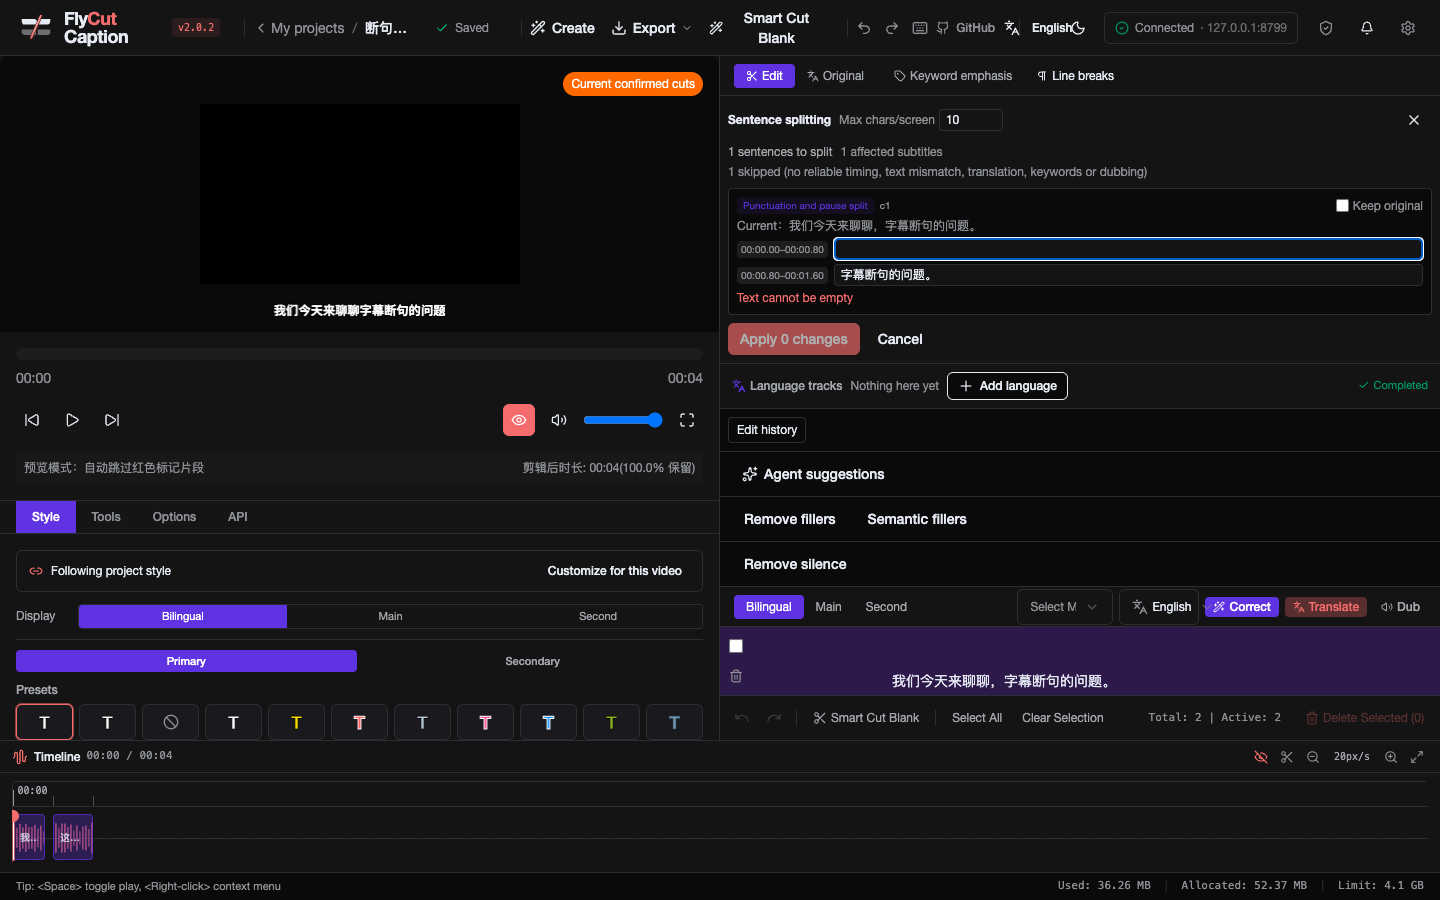 FlyCut Caption
v2.0.2
My projects / 断句...
Saved
Create
Export
Smart Cut Blank
GitHub
English
Connected · 127.0.0.1:8799
Current confirmed cuts
我们今天来聊聊字幕断句的问题
00:00
00:04
预览模式：自动跳过红色标记片段
剪辑后时长: 00:04(100.0% 保留)
Style
Tools
Options
API
Following project style
Customize for this video
Display
Bilingual
Main
Second
Primary
Secondary
Presets
T
T
T
T
T
T
T
T
T
T
Edit
Original
Keyword emphasis
Line breaks
Sentence splitting
Max chars/screen
10
1 sentences to split 1 affected subtitles
1 skipped (no reliable timing, text mismatch, translation, keywords or dubbing)
Punctuation and pause split
c1
Keep original
Current：我们今天来聊聊，字幕断句的问题。
00:00.00–00:00.80
00:00.80–00:01.60
字幕断句的问题。
Text cannot be empty
Apply 0 changes
Cancel
Language tracks
Nothing here yet
Add language
Completed
Edit history
Agent suggestions
Remove fillers
Semantic fillers
Remove silence
Bilingual
Main
Second
Select M
English
Correct
Translate
Dub
我们今天来聊聊，字幕断句的问题。
Smart Cut Blank
Select All
Clear Selection
Total: 2 | Active: 2
Delete Selected (0)
Timeline
00:00 / 00:04
20px/s
00:00
我...
这...
Tip: <Space> toggle play, <Right-click> context menu
Used: 36.26 MB | Allocated: 52.37 MB | Limit: 4.1 GB